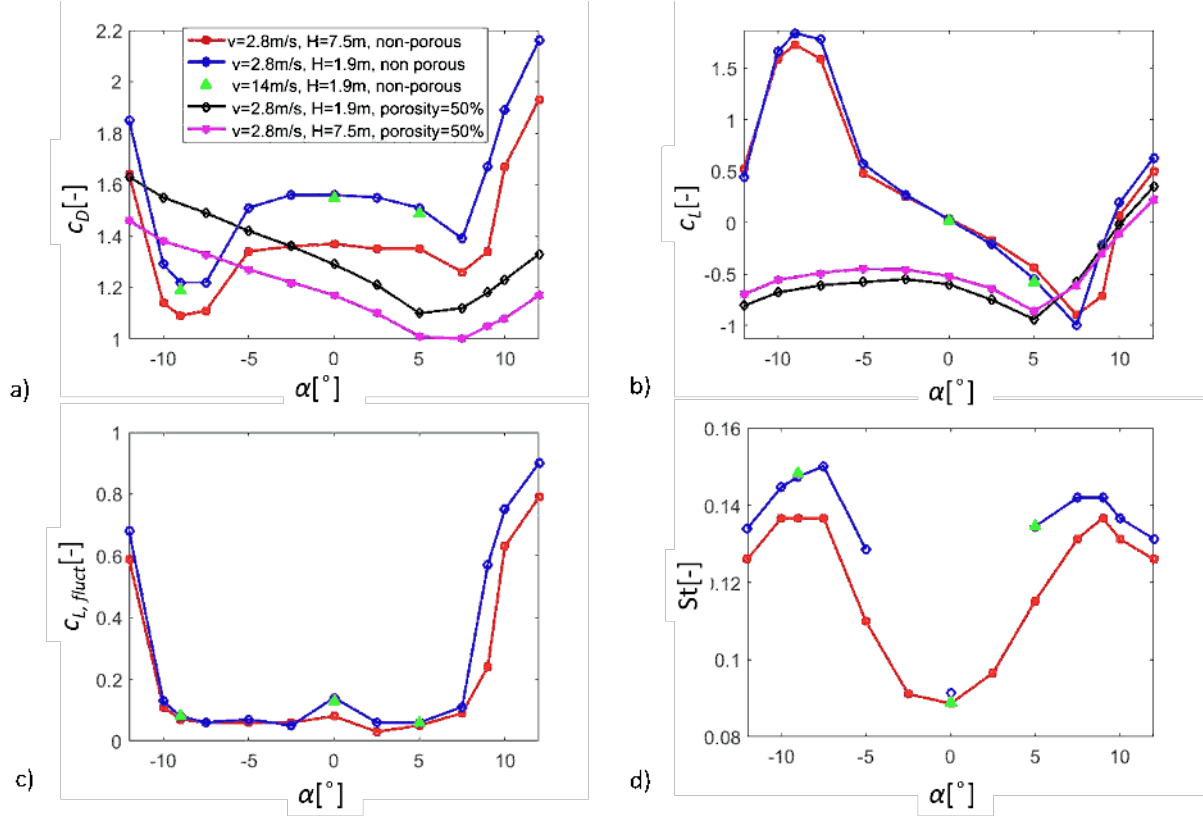 2.2
2
1.8
1.6
1.4
1.2
1
c_D[-]
v=2.8m/s, H=7.5m, non-porous
v=2.8m/s, H=1.9m, non porous
v=14m/s, H=1.9m, non-porous
v=2.8m/s, H=1.9m, porosity=50%
v=2.8m/s, H=7.5m, porosity=50%
-10 -5 0 5 10
α[°]
a)
1.5
1
0.5
0
-0.5
-1
c_L[-]
-10 -5 0 5 10
α[°]
b)
1
0.8
0.6
0.4
0.2
0
c_{L,fluct}[-]
-10 -5 0 5 10
α[°]
c)
0.16
0.14
0.12
0.1
0.08
St[-]
-10 -5 0 5 10
α[°]
d)